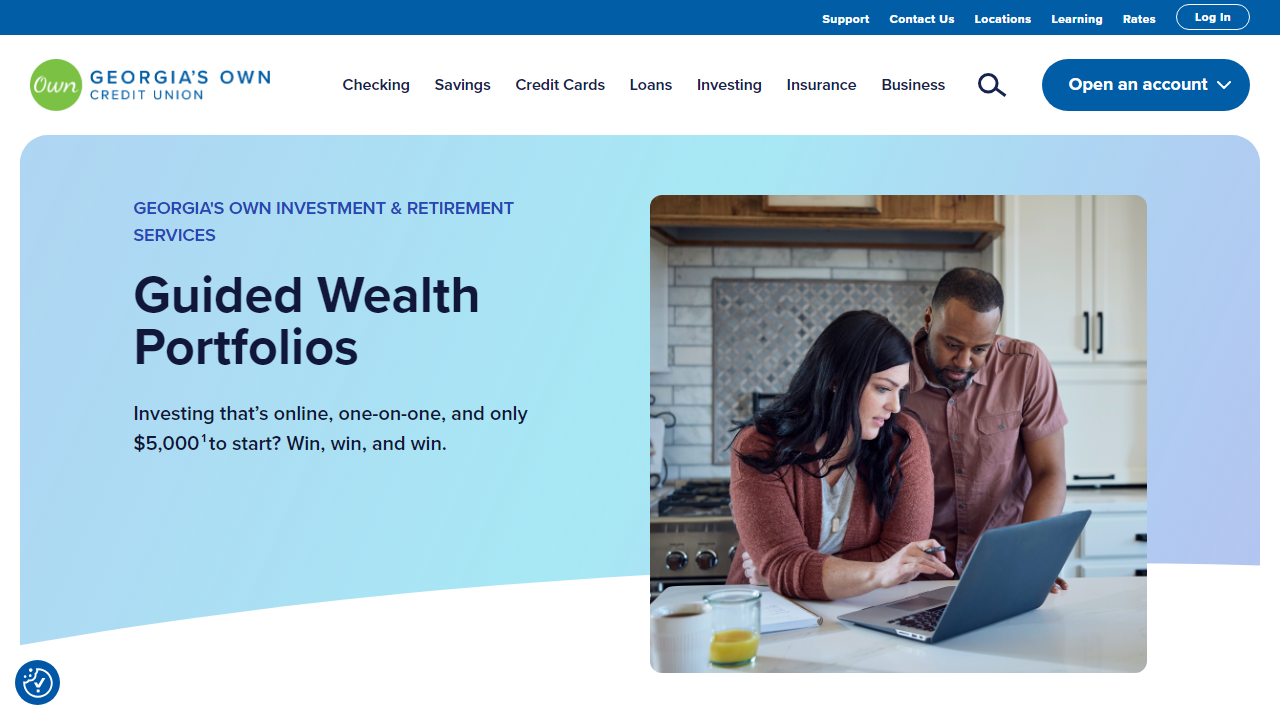 Support Contact Us Locations Learning Rates Log In
Own GEORGIA'S OWN
CREDIT UNION
Checking Savings Credit Cards Loans Investing Insurance Business Open an account
GEORGIA'S OWN INVESTMENT & RETIREMENT
SERVICES
Guided Wealth
Portfolios
Investing that’s online, one-on-one, and only
$5,000¹ to start? Win, win, and win.